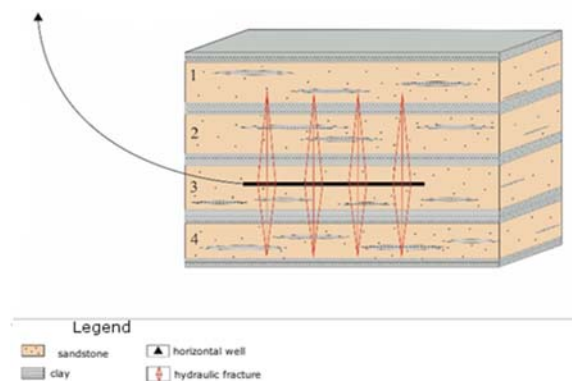 1
2
3
4
Legend
sandstone
horizontal well
clay
hydraulic fracture